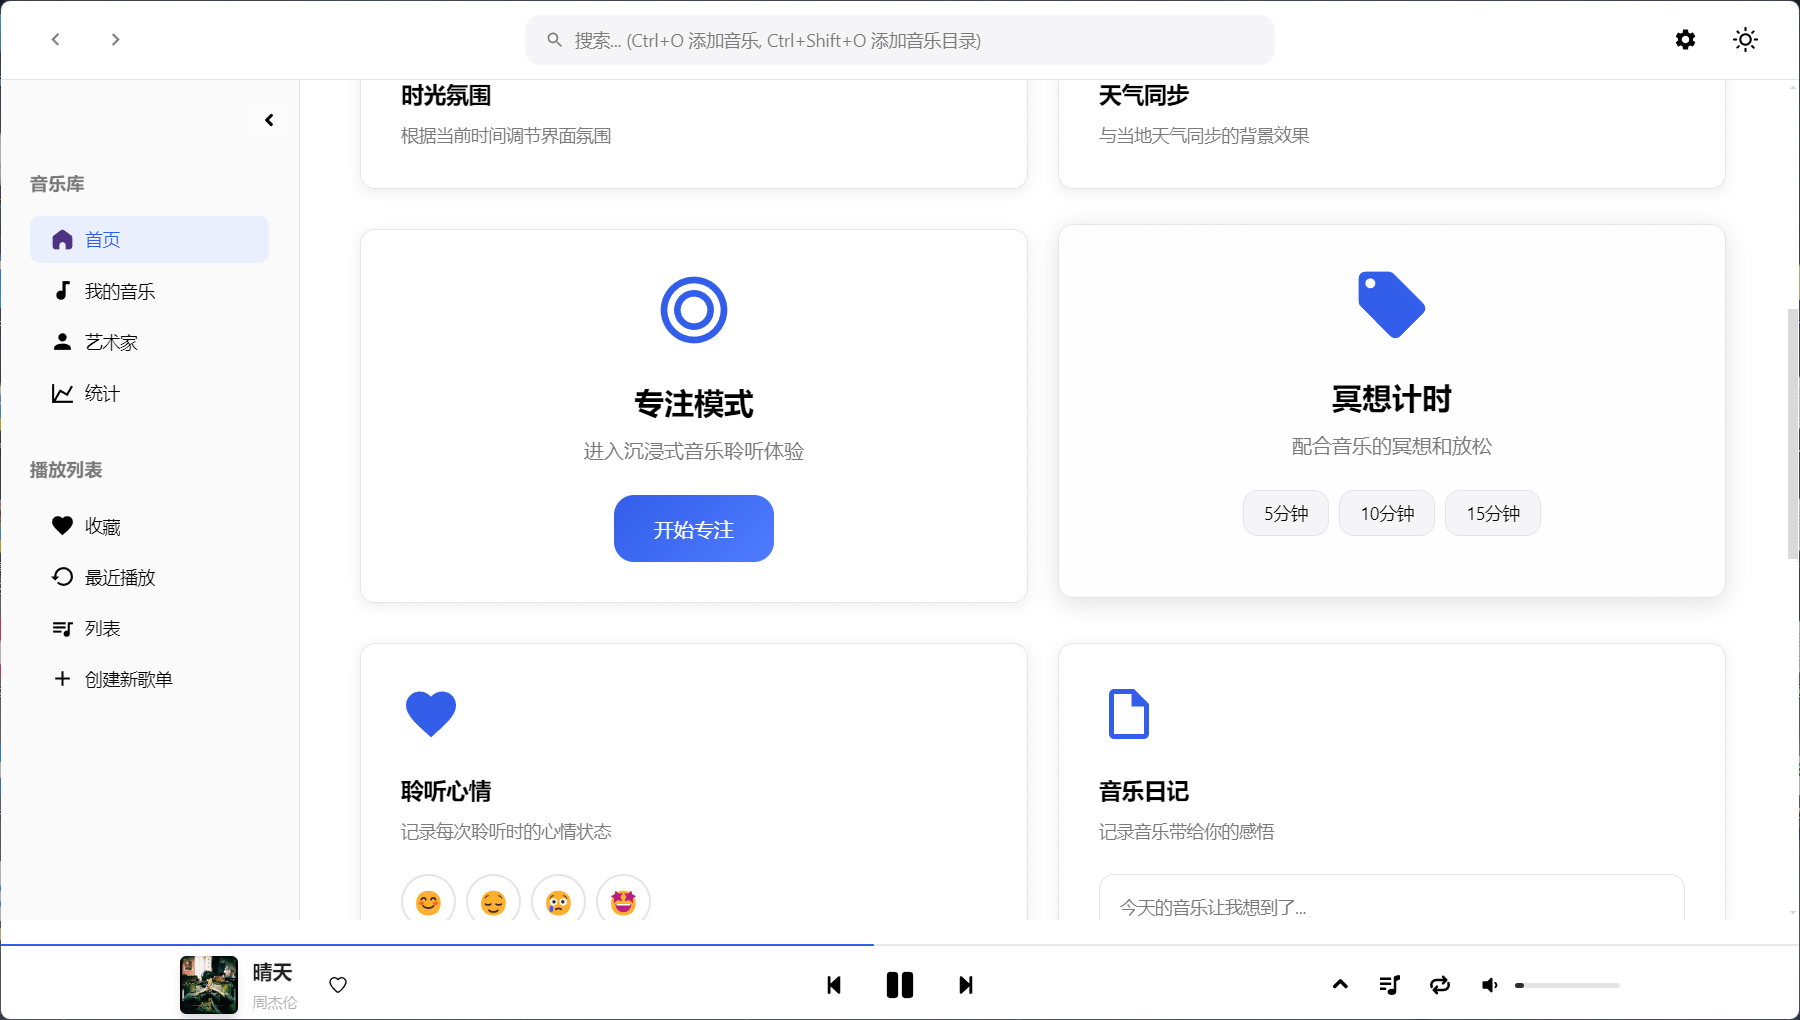 搜索... (Ctrl+O 添加音乐, Ctrl+Shift+O 添加音乐目录)
音乐库
首页
我的音乐
艺术家
统计
播放列表
收藏
最近播放
列表
创建新歌单
时光氛围
根据当前时间调节界面氛围
天气同步
与当地天气同步的背景效果
专注模式
进入沉浸式音乐聆听体验
开始专注
冥想计时
配合音乐的冥想和放松
5分钟
10分钟
15分钟
聆听心情
记录每次聆听时的心情状态
音乐日记
记录音乐带给你的感悟
今天的音乐让我想到了...
晴天
周杰伦